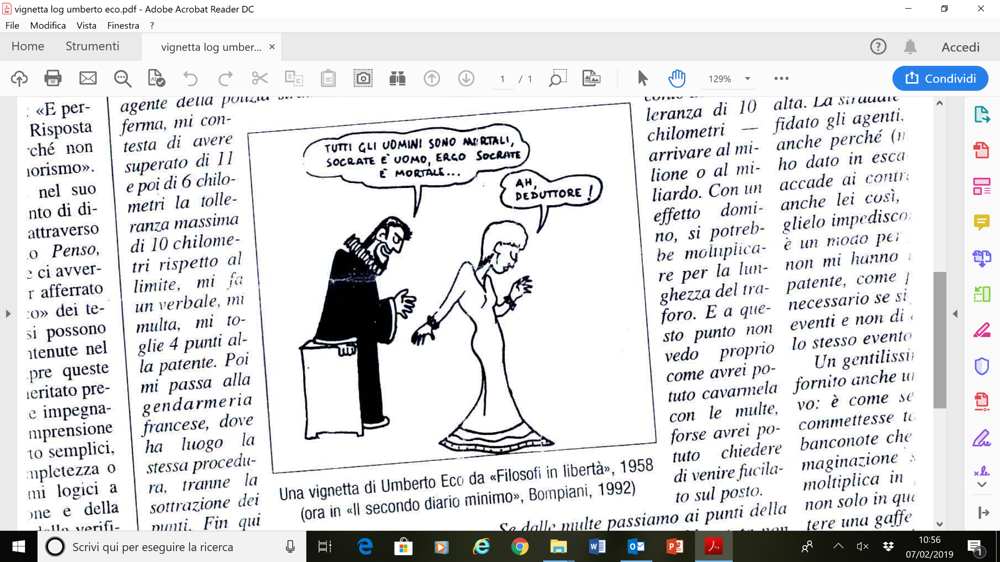 vignetta log umberto eco.pdf - Adobe Acrobat Reader DC
File Modifica Vista Finestra ?
Home Strumenti vignetta log umber... Accedi
1 / 1 129% Condividi
«E per-
Risposta
ché non
norismo».
nel suo
nto di di-
attraverso
o Penso,
e ci avver-
r afferrato
co» dei te-
si possono
ntenute nel
pre queste
neritato pre-
e impegna-
mprensione
to semplici,
mpletezza o
mi logici a
one e della
agente della polizia
ferma, mi con-
testa di avere
superato di 11
e poi di 6 chilo-
metri la tolle-
ranza massima
di 10 chilome-
tri rispetto al
limite, mi fa
un verbale, mi
multa, mi to-
glie 4 punti al-
la patente. Poi
mi passa alla
gendarmeria
francese, dove
ha luogo la
stessa procedu-
ra, tranne la
sottrazione dei
punti. Fin qui
TUTTI GLI UOMINI SONO MORTALI,
SOCRATE È UOMO, ERGO SOCRATE
È MORTALE...
AH,
DEDUTTORE!
Una vignetta di Umberto Eco da «Filosofi in libertà», 1958
(ora in «Il secondo diario minimo», Bompiani, 1992)
leranza di 10
chilometri —
arrivare al mi-
lione o al mi-
liardo. Con un
effetto domi-
no, si potreb-
be moltiplica-
re per la lun-
ghezza del tra-
foro. E a que-
sto punto non
vedo proprio
come avrei po-
tuto cavarmela
con le multe,
forse avrei po-
tuto chiedere
di venire fucila-
to sul posto.
Se dalle multe passiamo ai punti della
alta. La stradale
fidato gli agenti,
anche perché (n
ho dato in esca
accade ai contr
anche lei così,
glielo impedisco
è un modo per
non mi hanno
patente, come p
necessario se si
eventi e non di
lo stesso evento
Un gentilissi
fornito anche u
vo: è come se
commettesse to
banconote che
maginazione s
moltiplica in
non solo in qua
tere una gaffe
Scrivi qui per eseguire la ricerca
10:56
07/02/2019
1